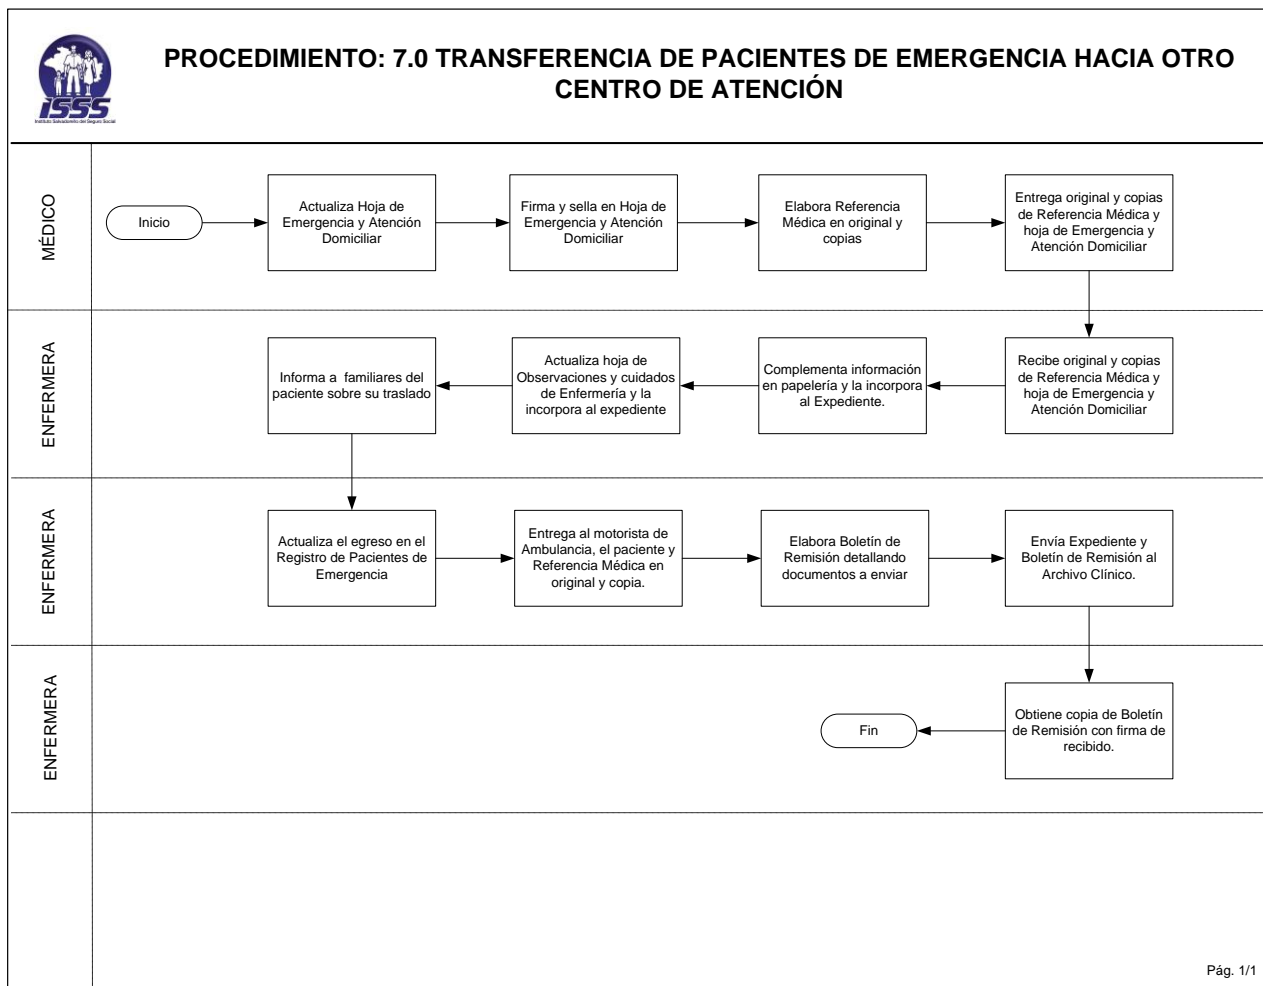 PROCEDIMIENTO: 7.0 TRANSFERENCIA DE PACIENTES DE EMERGENCIA HACIA OTRO
CENTRO DE ATENCIÓN
ISSS
Instituto Salvadoreño del Seguro Social
MÉDICO
Inicio
Actualiza Hoja de
Emergencia y Atención
Domiciliar
Firma y sella en Hoja de
Emergencia y Atención
Domiciliar
Elabora Referencia
Médica en original y
copias
Entrega original y copias
de Referencia Médica y
hoja de Emergencia y
Atención Domiciliar
ENFERMERA
Informa a  familiares del
paciente sobre su traslado
Actualiza hoja de
Observaciones y cuidados
de Enfermería y la
incorpora al expediente
Complementa información
en papelería y la incorpora
al Expediente.
Recibe original y copias
de Referencia Médica y
hoja de Emergencia y
Atención Domiciliar
ENFERMERA
Actualiza el egreso en el
Registro de Pacientes de
Emergencia
Entrega al motorista de
Ambulancia, el paciente y
Referencia Médica en
original y copia.
Elabora Boletín de
Remisión detallando
documentos a enviar
Envía Expediente y
Boletín de Remisión al
Archivo Clínico.
ENFERMERA
Fin
Obtiene copia de Boletín
de Remisión con firma de
recibido.
Pág. 1/1